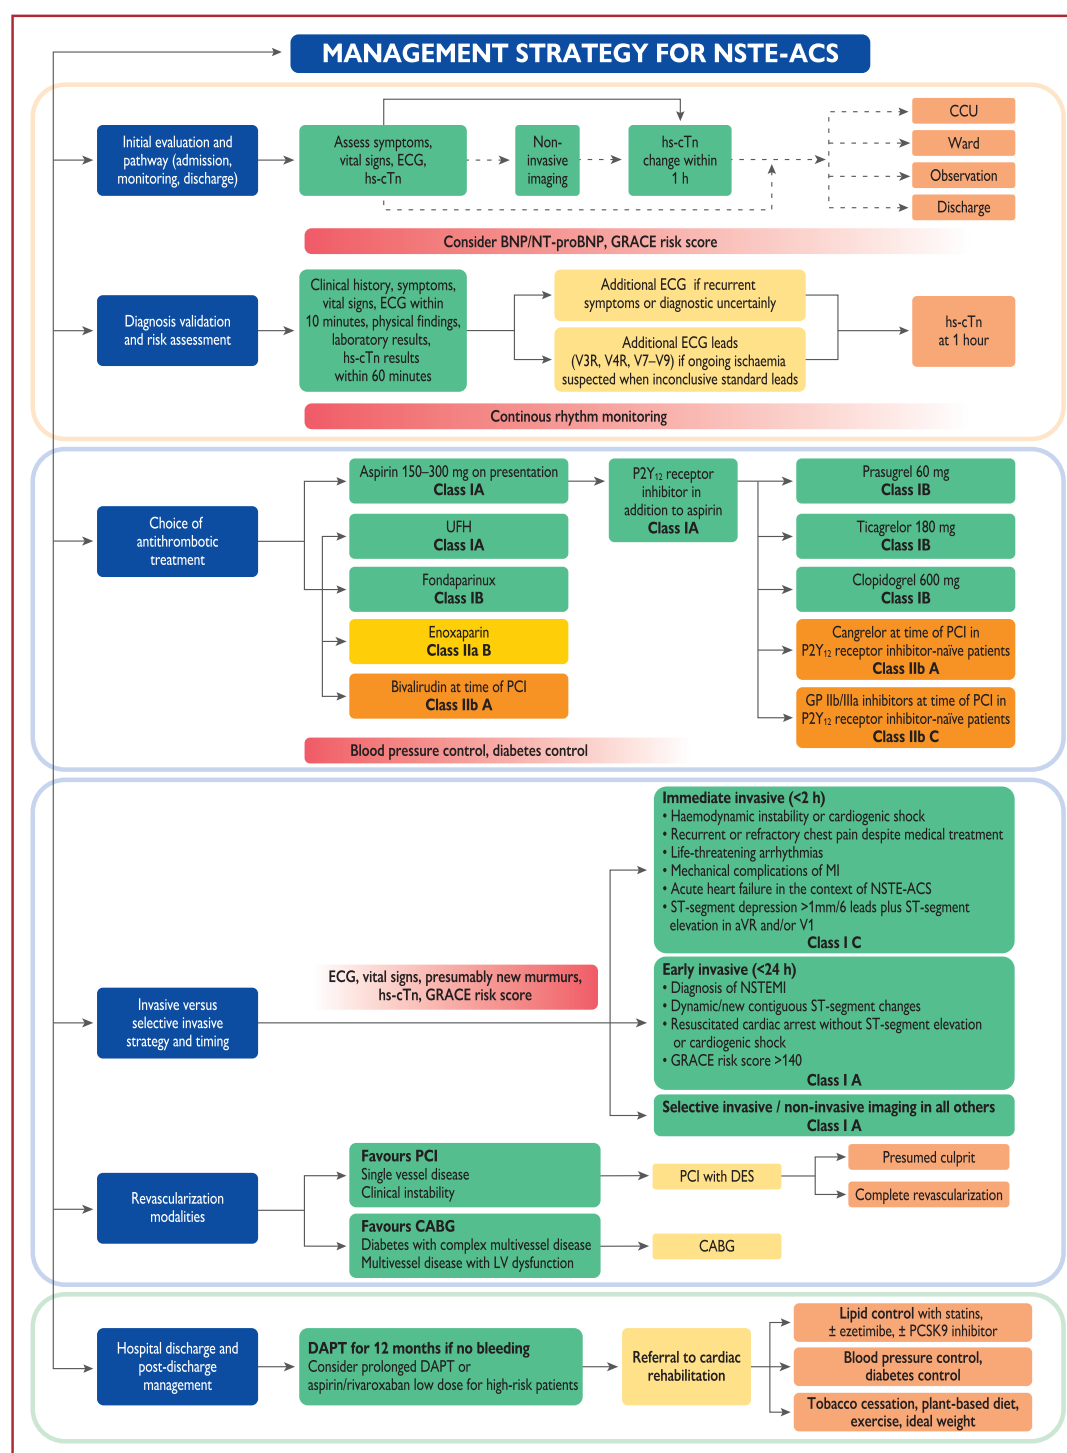 MANAGEMENT STRATEGY FOR NSTE-ACS
Initial evaluation and
pathway (admission,
monitoring, discharge)
Assess symptoms,
vital signs, ECG,
hs-cTn
Non-
invasive
imaging
hs-cTn
change within
1 h
CCU
Ward
Observation
Discharge
Consider BNP/NT-proBNP, GRACE risk score
Diagnosis validation
and risk assessment
Clinical history, symptoms,
vital signs, ECG within
10 minutes, physical findings,
laboratory results,
hs-cTn results
within 60 minutes
Additional ECG if recurrent
symptoms or diagnostic uncertainly
Additional ECG leads
(V3R, V4R, V7–V9) if ongoing ischaemia
suspected when inconclusive standard leads
hs-cTn
at 1 hour
Continous rhythm monitoring
Choice of
antithrombotic
treatment
Aspirin 150–300 mg on presentation
Class IA
UFH
Class IA
Fondaparinux
Class IB
Enoxaparin
Class IIa B
Bivalirudin at time of PCI
Class IIb A
P2Y₁₂ receptor
inhibitor in
addition to aspirin
Class IA
Prasugrel 60 mg
Class IB
Ticagrelor 180 mg
Class IB
Clopidogrel 600 mg
Class IB
Cangrelor at time of PCI in
P2Y₁₂ receptor inhibitor-naïve patients
Class IIb A
GP IIb/IIIa inhibitors at time of PCI in
P2Y₁₂ receptor inhibitor-naïve patients
Class IIb C
Blood pressure control, diabetes control
Invasive versus
selective invasive
strategy and timing
ECG, vital signs, presumably new murmurs,
hs-cTn, GRACE risk score
Immediate invasive (<2 h)
• Haemodynamic instability or cardiogenic shock
• Recurrent or refractory chest pain despite medical treatment
• Life-threatening arrhythmias
• Mechanical complications of MI
• Acute heart failure in the context of NSTE-ACS
• ST-segment depression >1mm/6 leads plus ST-segment
elevation in aVR and/or V1
Class I C
Early invasive (<24 h)
• Diagnosis of NSTEMI
• Dynamic/new contiguous ST-segment changes
• Resuscitated cardiac arrest without ST-segment elevation
or cardiogenic shock
• GRACE risk score >140
Class I A
Selective invasive / non-invasive imaging in all others
Class I A
Revascularization
modalities
Favours PCI
Single vessel disease
Clinical instability
PCI with DES
Presumed culprit
Complete revascularization
Favours CABG
Diabetes with complex multivessel disease
Multivessel disease with LV dysfunction
CABG
Hospital discharge and
post-discharge
management
DAPT for 12 months if no bleeding
Consider prolonged DAPT or
aspirin/rivaroxaban low dose for high-risk patients
Referral to cardiac
rehabilitation
Lipid control with statins,
± ezetimibe, ± PCSK9 inhibitor
Blood pressure control,
diabetes control
Tobacco cessation, plant-based diet,
exercise, ideal weight